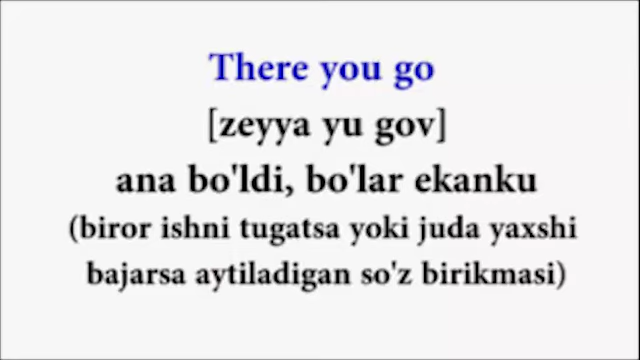 There you go
[zeyya yu gov]
ana bo'ldi, bo'lar ekanku
(biror ishni tugatsa yoki juda yaxshi
bajarsa aytiladigan so'z birikmasi)